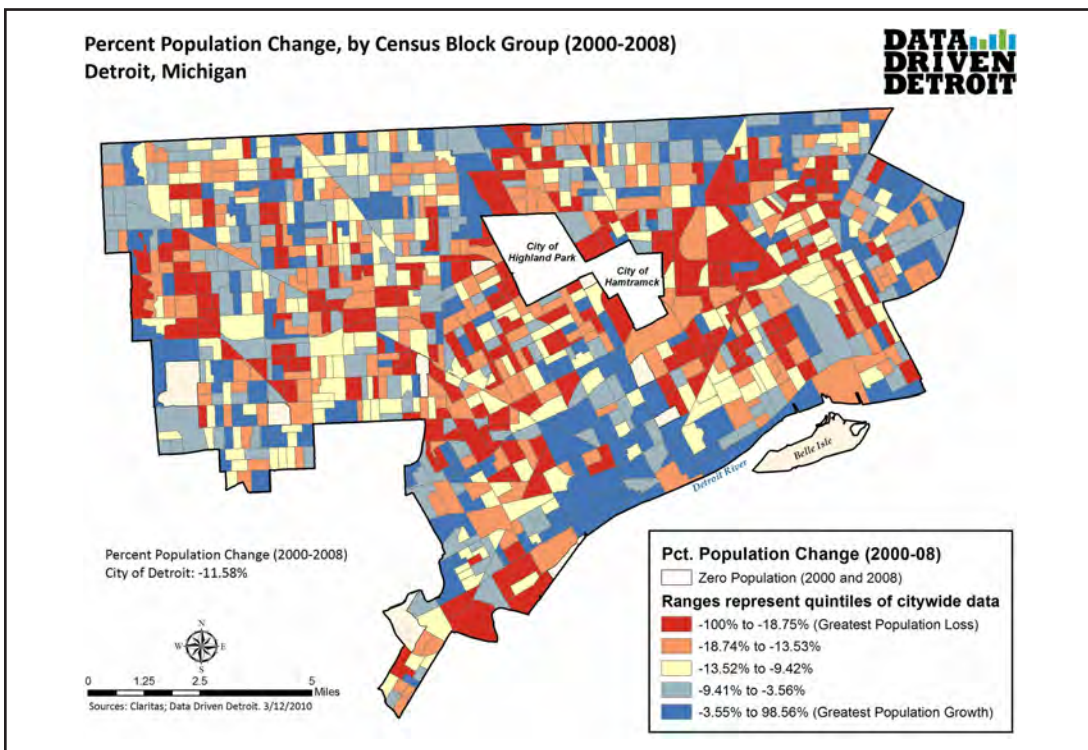 Percent Population Change, by Census Block Group (2000-2008)
Detroit, Michigan
DATA
DRIVEN
DETROIT
City of
Highland Park
City of
Hamtramck
Belle Isle
Detroit River
Percent Population Change (2000-2008)
City of Detroit: -11.58%
N
W
E
S
0
1.25
2.5
5
Miles
Sources: Claritas; Data Driven Detroit. 3/12/2010
Pct. Population Change (2000-08)
Zero Population (2000 and 2008)
Ranges represent quintiles of citywide data
-100% to -18.75% (Greatest Population Loss)
-18.74% to -13.53%
-13.52% to -9.42%
-9.41% to -3.56%
-3.55% to 98.56% (Greatest Population Growth)